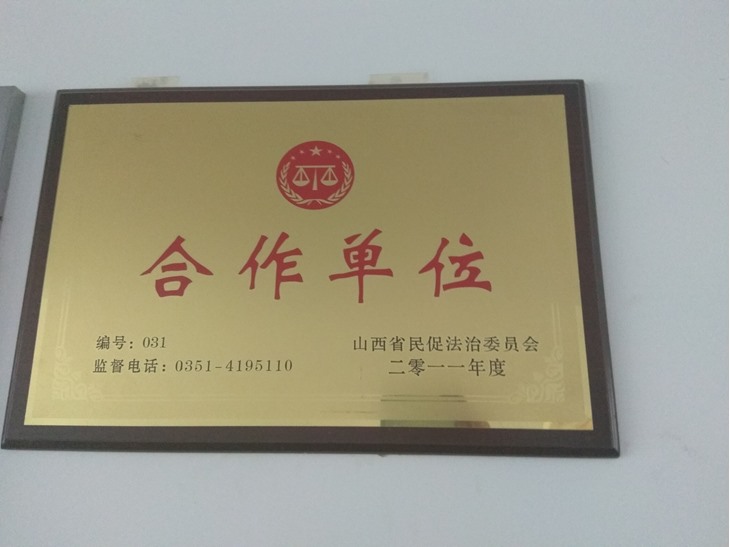 合作单位
编号：031
监督电话：0351-4195110
山西省民促法治委员会
二零一一年度